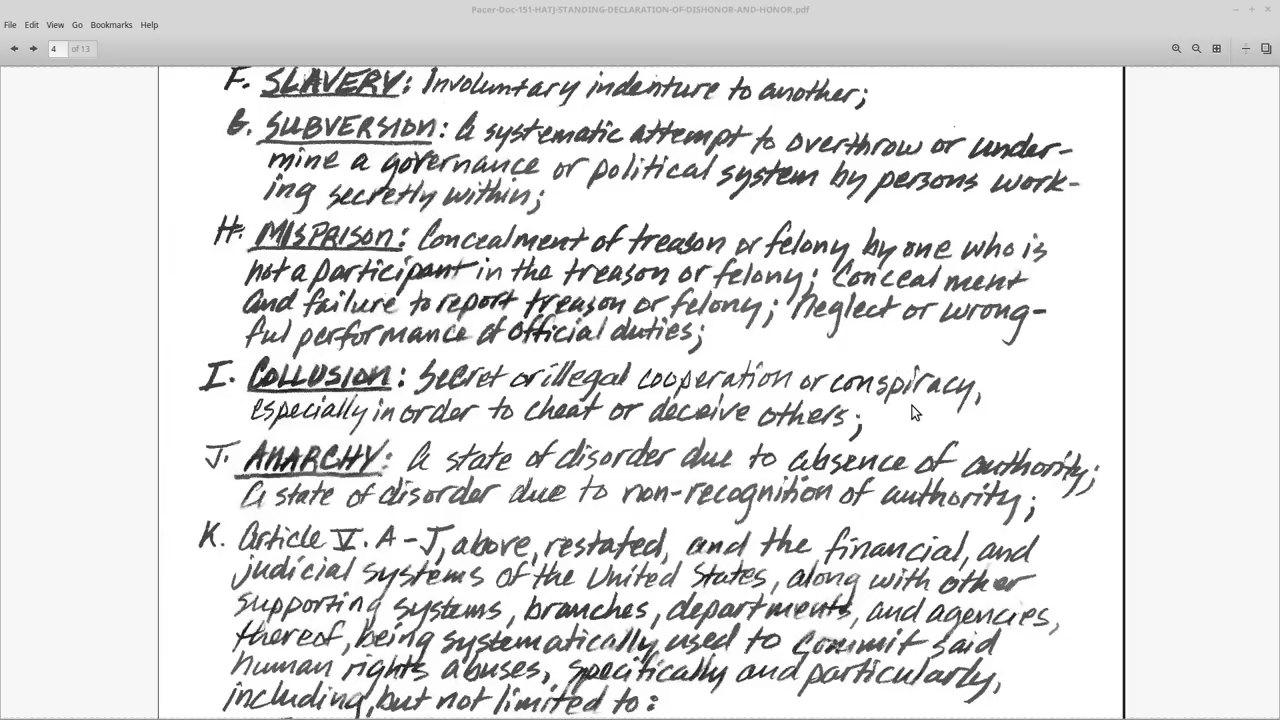 Pacer-Doc-151-HATJ-STANDING-DECLARATION-OF-DISHONOR-AND-HONOR.pdf
File Edit View Go Bookmarks Help
4 of 13
F. SLAVERY: Involuntary indenture to another;
G. SUBVERSION: A systematic attempt to overthrow or under-
mine a governance or political system by persons work-
ing secretly within;
H. MISPRISON: Concealment of treason or felony by one who is
not a participant in the treason or felony; Concealment
and failure to report treason or felony; Neglect or wrong-
ful performance of official duties;
I. COLLUSION: Secret or illegal cooperation or conspiracy,
especially in order to cheat or deceive others;
J. ANARCHY: A state of disorder due to absence of authority;
A state of disorder due to non-recognition of authority;
K. Article V. A-J, above, restated, and the financial, and
judicial systems of the United States, along with other
supporting systems, branches, departments, and agencies,
thereof, being systematically used to commit said
human rights abuses, specifically and particularly,
including, but not limited to: